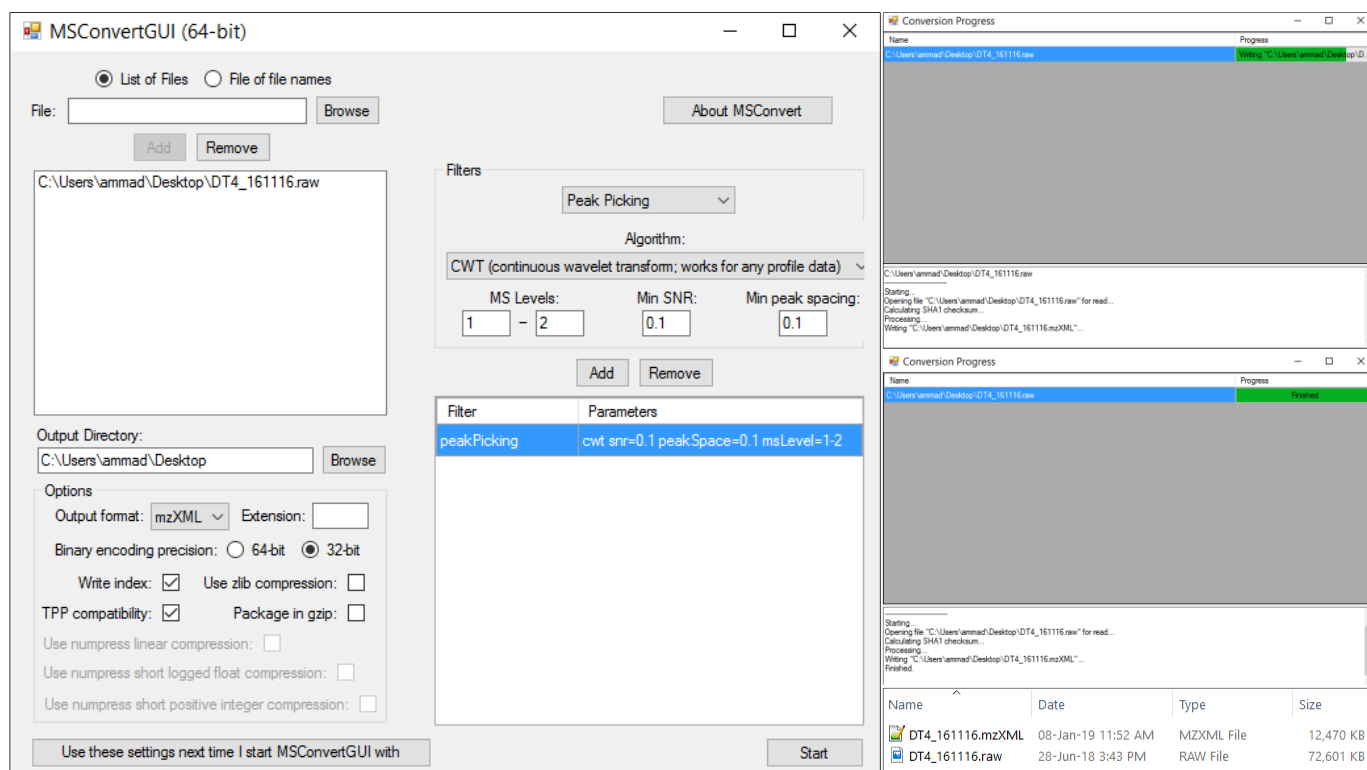 MSConvertGUI (64-bit)
List of Files File of file names
File: Browse
About MSConvert
Add Remove
C:\Users\ammad\Desktop\DT4_161116.raw
Filters
Peak Picking
Algorithm:
CWT (continuous wavelet transform; works for any profile data)
MS Levels: Min SNR: Min peak spacing:
1 - 2 0.1 0.1
Add Remove
Filter Parameters
peakPicking cwt snr=0.1 peakSpace=0.1 msLevel=1-2
Output Directory:
C:\Users\ammad\Desktop Browse
Options
Output format: mzXML Extension:
Binary encoding precision: 64-bit 32-bit
Write index: Use zlib compression:
TPP compatibility: Package in gzip:
Use numpress linear compression:
Use numpress short logged float compression:
Use numpress short positive integer compression:
Use these settings next time I start MSConvertGUI with
Start
Conversion Progress
Name Progress
C:\Users\ammad\Desktop\DT4_161116.raw Writing "C:\Users\ammad\Desktop\D...
C:\Users\ammad\Desktop\DT4_161116.raw
Starting...
Opening file "C:\Users\ammad\Desktop\DT4_161116.raw" for read...
Calculating SHA1 checksum...
Processing...
Writing "C:\Users\ammad\Desktop\DT4_161116.mzXML"...
Conversion Progress
Name Progress
C:\Users\ammad\Desktop\DT4_161116.raw Finished
Starting...
Opening file "C:\Users\ammad\Desktop\DT4_161116.raw" for read...
Calculating SHA1 checksum...
Processing...
Writing "C:\Users\ammad\Desktop\DT4_161116.mzXML"...
Finished.
Name Date Type Size
DT4_161116.mzXML 08-Jan-19 11:52 AM MZXML File 12,470 KB
DT4_161116.raw 28-Jun-18 3:43 PM RAW File 72,601 KB